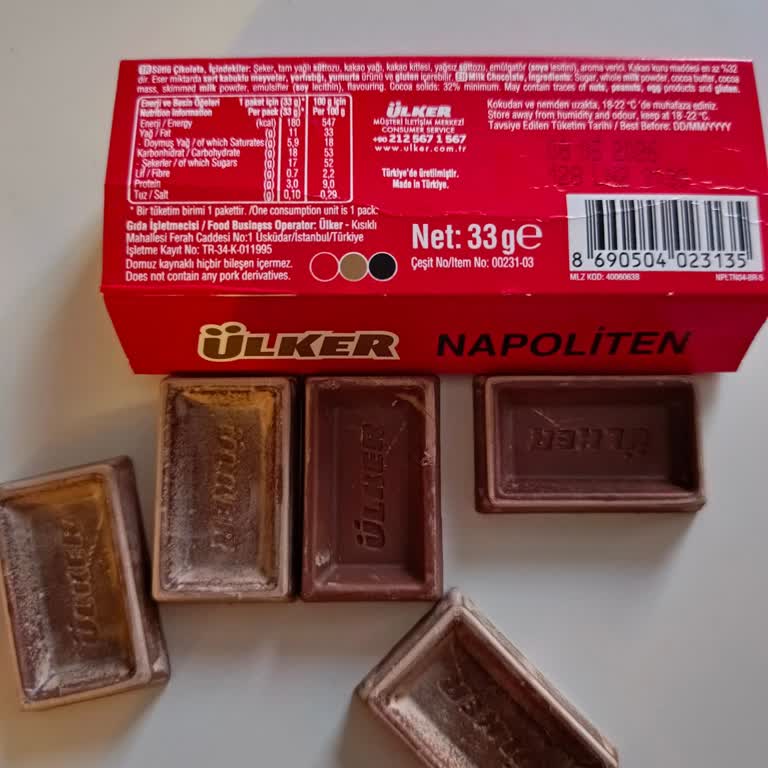 TR Sütlü Çikolata, İçindekiler: Şeker, tam yağlı süttozu, kakao yağı, kakao kitlesi, yağsız süttozu, emülgatör (soya lesitini), aroma verici. Kakao kuru maddesi en az %32
dir. Eser miktarda sert kabuklu meyveler, yerfıstığı, yumurta ürünü ve gluten içerebilir. EN Milk Chocolate, Ingredients: Sugar, whole milk powder, cocoa butter, cocoa
mass, skimmed milk powder, emulsifier (soy lecithin), flavouring. Cocoa solids: 32% minimum. May contain traces of nuts, peanuts, egg products and gluten.
Enerji ve Besin Öğeleri 1 paket için (33 g)* 100 g için
Nutrition Information Per pack (33 g)* Per 100 g
Enerji / Energy (kcal) 180 547
Yağ / Fat (g) 11 33
- Doymuş Yağ / of which Saturates (g) 5,9 18
Karbonhidrat / Carbohydrate (g) 18 53
- Şekerler / of which Sugars (g) 17 52
Lif / Fibre (g) 0,7 2,2
Protein (g) 3,0 9,0
Tuz / Salt (g) 0,10 0,29
* Bir tüketim birimi 1 pakettir. /One consumption unit is 1 pack
Gıda İşletmecisi / Food Business Operator: Ülker - Kısıklı
Mahallesi Ferah Caddesi No:1 Üsküdar/İstanbul/Türkiye
İşletme Kayıt No: TR-34-K-011995
Domuz kaynaklı hiçbir bileşen içermez.
Does not contain any pork derivatives.
ÜLKER
MÜŞTERİ İLETİŞİM MERKEZİ
CONSUMER SERVICE
+90 212 567 1 567
www.ulker.com.tr
Türkiye'de üretilmiştir.
Made in Türkiye.
Net: 33 g e
Çeşit No/Item No: 00231-03
Kokudan ve nemden uzakta, 18-22 °C 'de muhafaza ediniz.
Store away from humidity and odour, keep at 18-22 °C.
Tavsiye Edilen Tüketim Tarihi / Best Before: DD/MM/YYYY
8 690504 023135
MLZ KOD: 40060638
NPLTN04-BR-5
ÜLKER NAPOLİTEN
ÜLKER
ÜLKER
ÜLKER
ÜLKER
ÜLKER